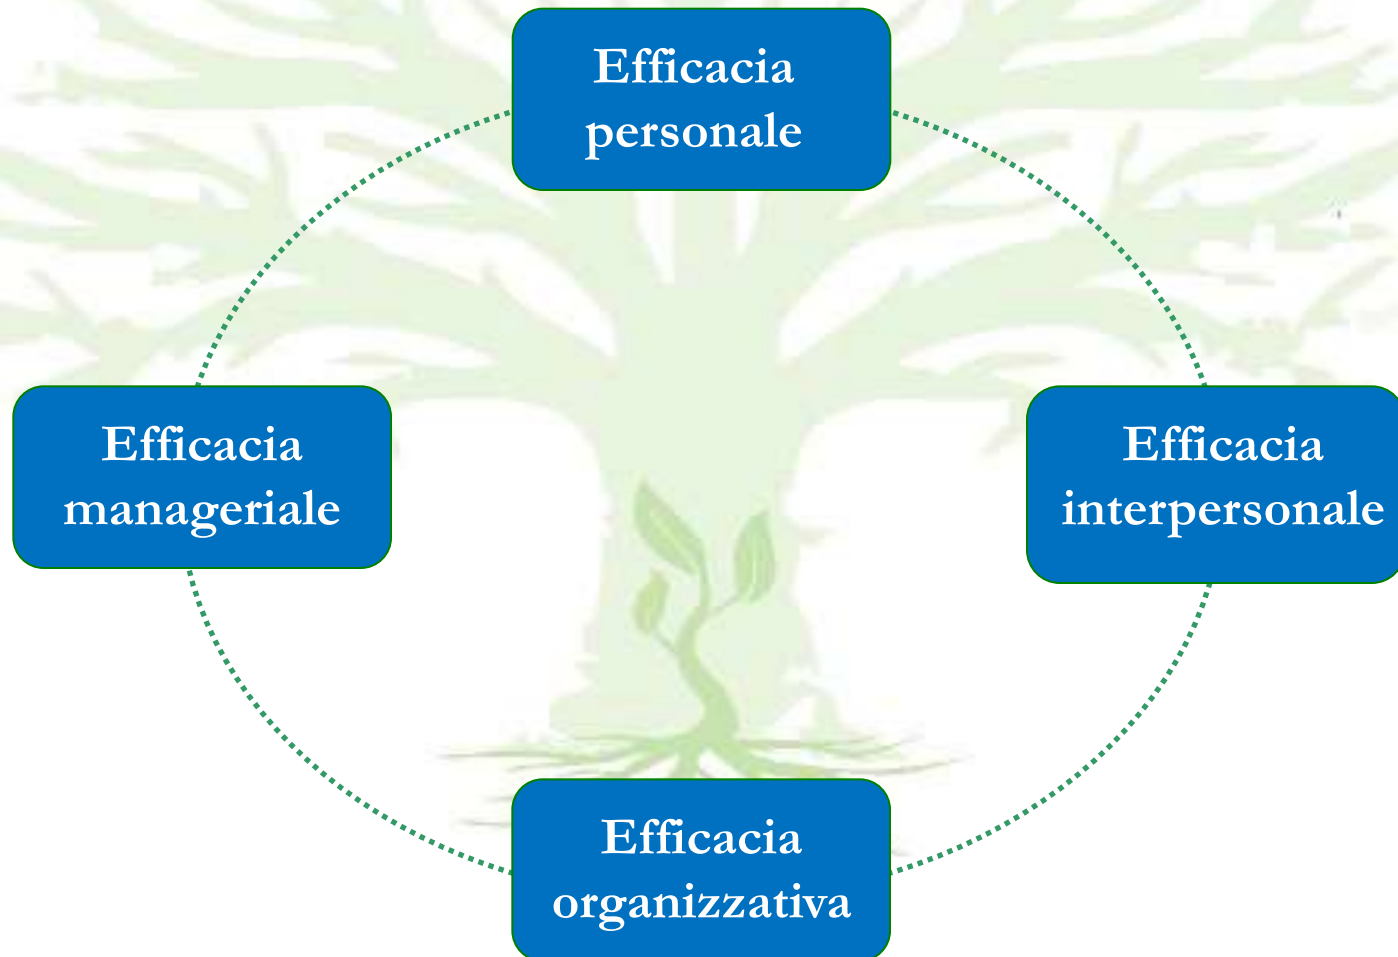 Efficacia
personale
Efficacia
manageriale
Efficacia
interpersonale
Efficacia
organizzativa